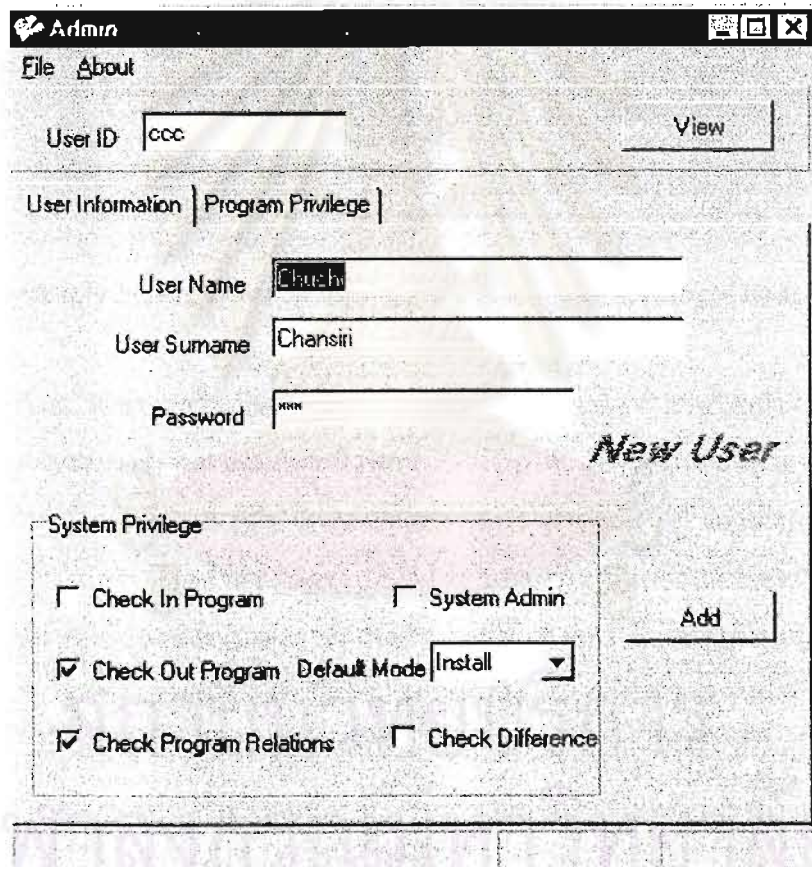 Admin
File About
User ID ccc View
User Information Program Privilege
User Name
User Surname Chansiri
Password ***
New User
System Privilege
Check In Program System Admin
Add
Check Out Program Default Mode Install
Check Program Relations Check Difference